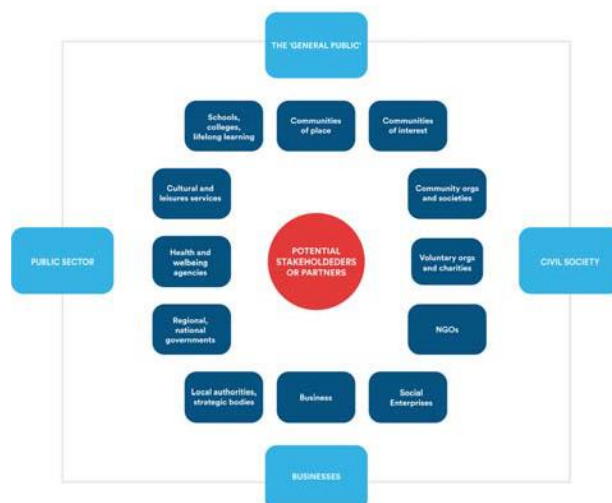 THE 'GENERAL PUBLIC'
Schools,
colleges,
lifelong learning
Communities
of place
Communities
of interest
Cultural and
leisures services
Community orgs
and societies
PUBLIC SECTOR
Health and
welbeing
agencies
POTENTIAL
STAKEHOLDEDERS
OR PARTNERS
Voluntary orgs
and charities
CIVIL SOCIETY
Regional,
national
governments
NGOs
Local authorities,
strategic bodies
Business
Social
Enterprises
BUSINESSES